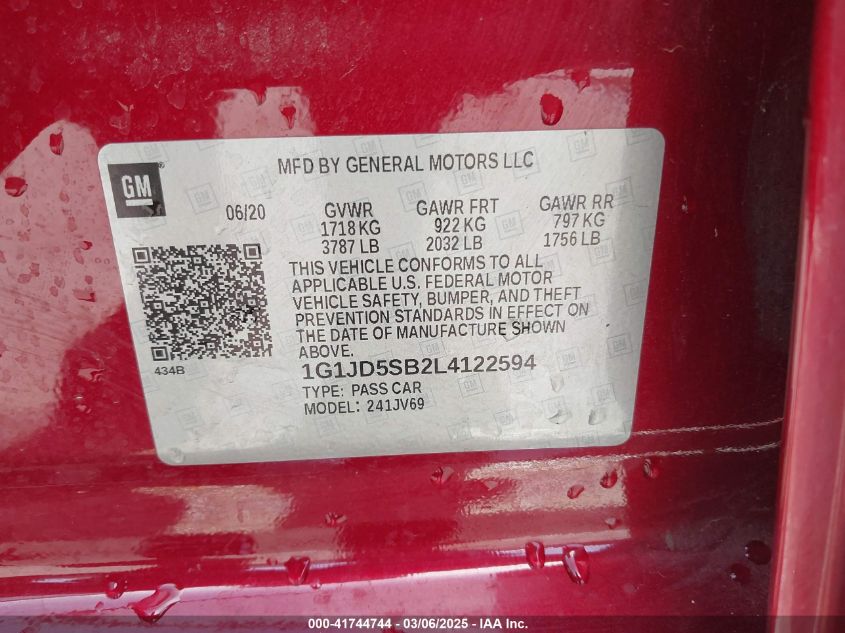 MFD BY GENERAL MOTORS LLC
GM
06/20
GVWR
1718 KG
3787 LB
GAWR FRT
922 KG
2032 LB
GAWR RR
797 KG
1756 LB
THIS VEHICLE CONFORMS TO ALL
APPLICABLE U.S. FEDERAL MOTOR
VEHICLE SAFETY, BUMPER, AND THEFT
PREVENTION STANDARDS IN EFFECT ON
THE DATE OF MANUFACTURE SHOWN
ABOVE.
434B
1G1JD5SB2L4122594
TYPE: PASS CAR
MODEL: 241JV69
000-41744744 - 03/06/2025 - IAA Inc.